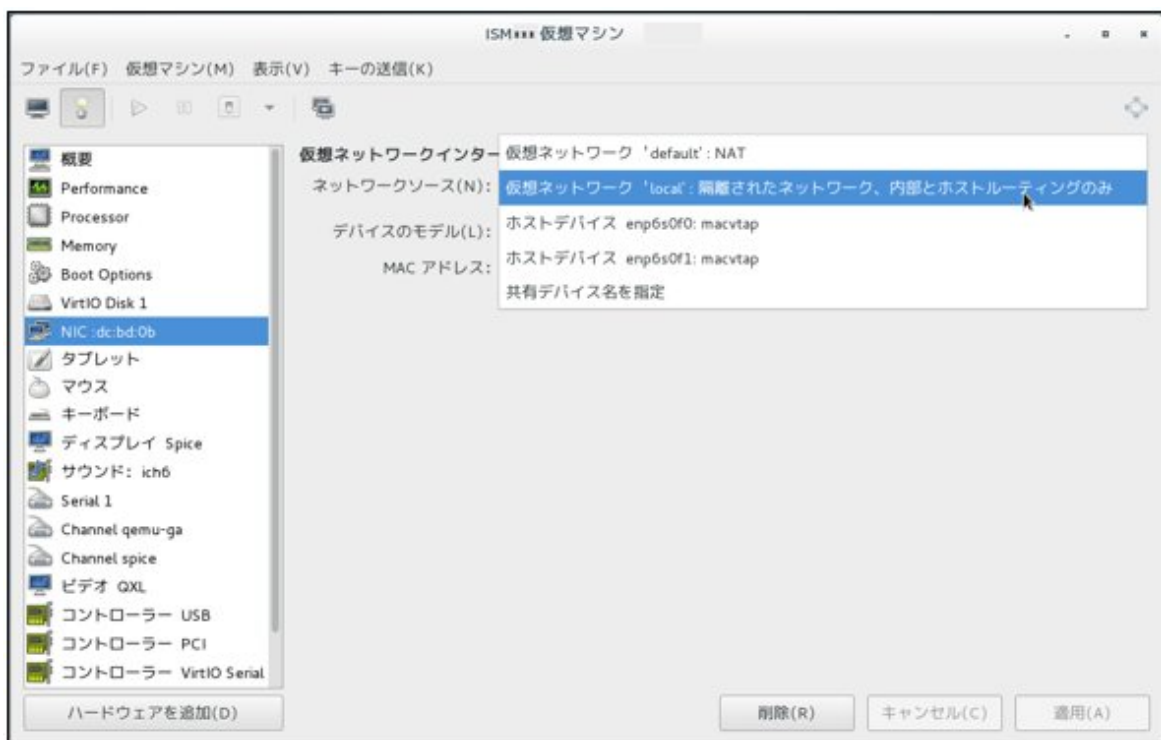 ISM 仮想マシン
ファイル(F) 仮想マシン(M) 表示(V) キーの送信(K)
概要
Performance
Processor
Memory
Boot Options
VirtIO Disk 1
NIC :dc:bd:0b
タブレット
マウス
キーボード
ディスプレイ Spice
サウンド: ich6
Serial 1
Channel qemu-ga
Channel spice
ビデオ QXL
コントローラー USB
コントローラー PCI
コントローラー VirtIO Serial
ハードウェアを追加(D)
仮想ネットワークインター
ネットワークソース(N):
デバイスのモデル(L):
MAC アドレス:
仮想ネットワーク 'default': NAT
仮想ネットワーク 'local': 隔離されたネットワーク、内部とホストルーティングのみ
ホストデバイス enp6s0f0: macvtap
ホストデバイス enp6s0f1: macvtap
共有デバイス名を指定
削除(R) キャンセル(C) 適用(A)